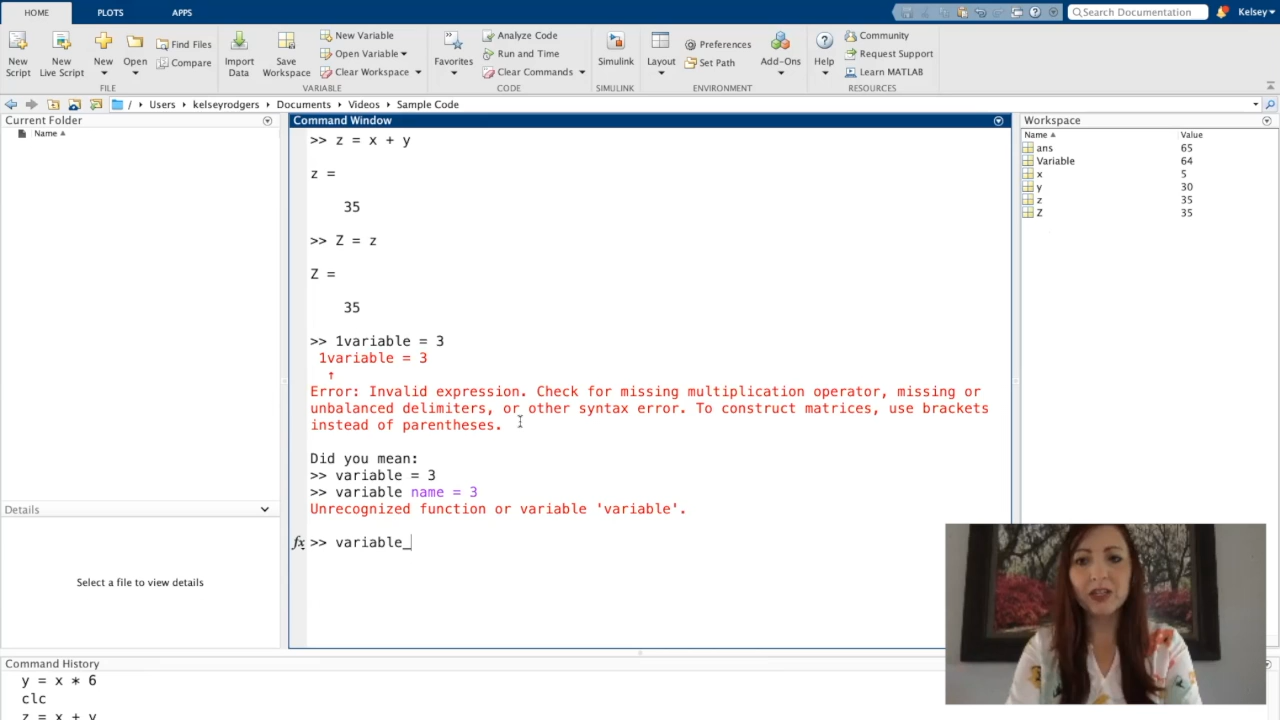 HOME PLOTS APPS
Search Documentation
Kelsey
New Script
New Live Script
New
Open
Find Files
Compare
FILE
Import Data
Save Workspace
New Variable
Open Variable
Clear Workspace
VARIABLE
Favorites
Analyze Code
Run and Time
Clear Commands
CODE
Simulink
SIMULINK
Layout
Preferences
Set Path
Add-Ons
ENVIRONMENT
Help
Community
Request Support
Learn MATLAB
RESOURCES
/ Users kelseyrodgers Documents Videos Sample Code
Current Folder
Name
Details
Select a file to view details
Command Window
>> z = x + y
z =
35
>> Z = z
Z =
35
>> 1variable = 3
1variable = 3
↑
Error: Invalid expression. Check for missing multiplication operator, missing or
unbalanced delimiters, or other syntax error. To construct matrices, use brackets
instead of parentheses.
Did you mean:
>> variable = 3
>> variable name = 3
Unrecognized function or variable 'variable'.
fx >> variable_
Workspace
Name Value
ans 65
Variable 64
x 5
y 30
z 35
Z 35
Command History
y = x * 6
clc
z = x + y